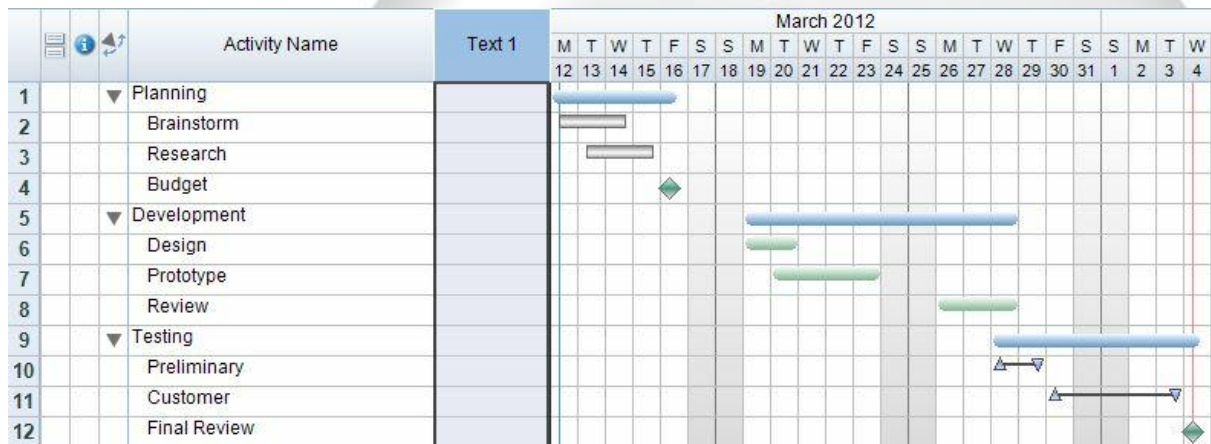 March 2012
Activity Name Text 1 M T W T F S S M T W T F S S M T W T F S S M T W
12 13 14 15 16 17 18 19 20 21 22 23 24 25 26 27 28 29 30 31 1 2 3 4
1 Planning
2 Brainstorm
3 Research
4 Budget
5 Development
6 Design
7 Prototype
8 Review
9 Testing
10 Preliminary
11 Customer
12 Final Review